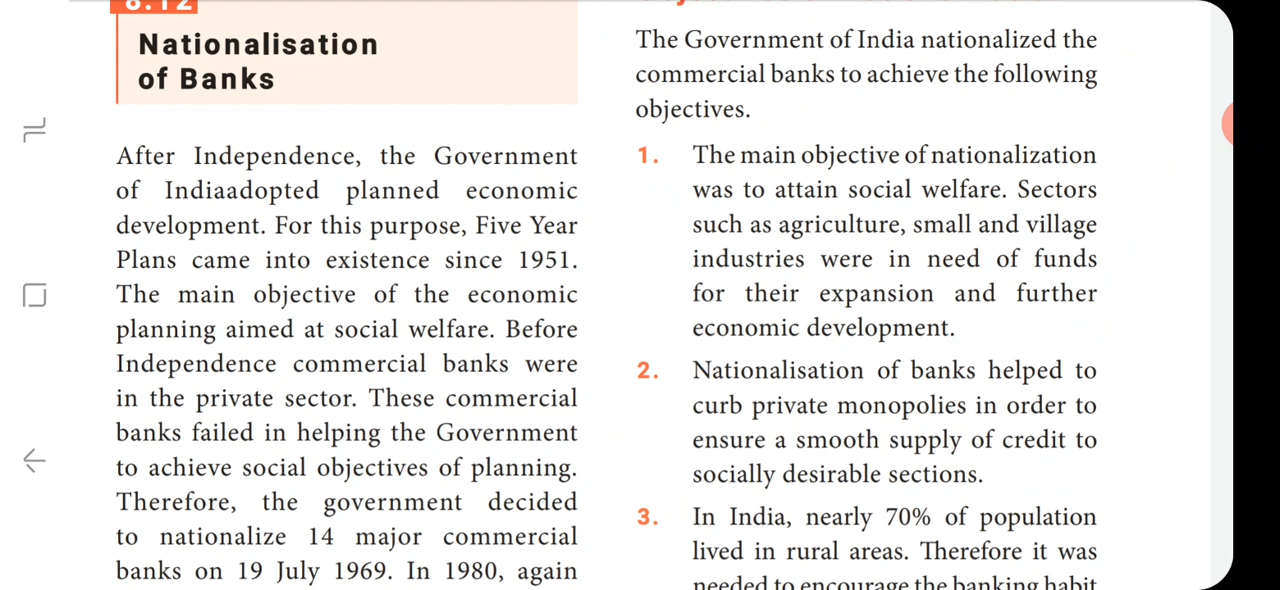 8.12
Nationalisation
of Banks
After Independence, the Government
of Indiaadopted planned economic
development. For this purpose, Five Year
Plans came into existence since 1951.
The main objective of the economic
planning aimed at social welfare. Before
Independence commercial banks were
in the private sector. These commercial
banks failed in helping the Government
to achieve social objectives of planning.
Therefore, the government decided
to nationalize 14 major commercial
banks on 19 July 1969. In 1980, again
The Government of India nationalized the
commercial banks to achieve the following
objectives.
1. The main objective of nationalization
was to attain social welfare. Sectors
such as agriculture, small and village
industries were in need of funds
for their expansion and further
economic development.
2. Nationalisation of banks helped to
curb private monopolies in order to
ensure a smooth supply of credit to
socially desirable sections.
3. In India, nearly 70% of population
lived in rural areas. Therefore it was
needed to encourage the banking habit